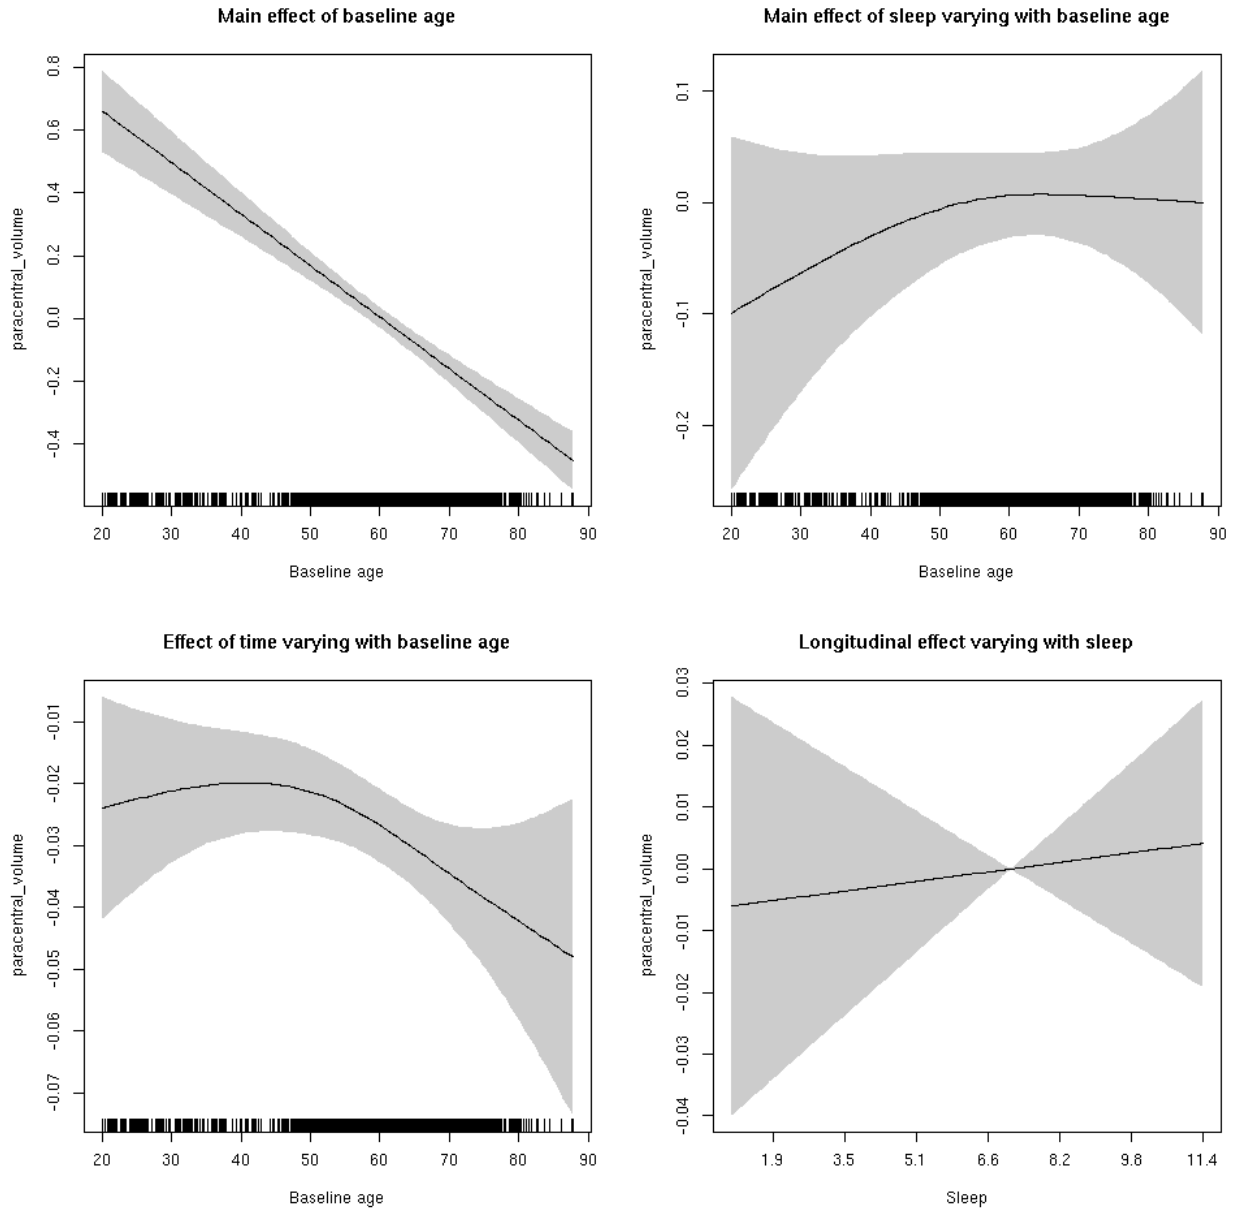 Main effect of baseline age
paracentral_volume
0.8
0.6
0.4
0.2
0.0
-0.2
-0.4
20 30 40 50 60 70 80 90
Baseline age
Main effect of sleep varying with baseline age
paracentral_volume
0.1
0.0
-0.1
-0.2
20 30 40 50 60 70 80 90
Baseline age
Effect of time varying with baseline age
paracentral_volume
-0.01
-0.02
-0.03
-0.04
-0.05
-0.06
-0.07
20 30 40 50 60 70 80 90
Baseline age
Longitudinal effect varying with sleep
paracentral_volume
0.03
0.02
0.01
0.00
-0.01
-0.02
-0.03
-0.04
1.9 3.5 5.1 6.6 8.2 9.8 11.4
Sleep